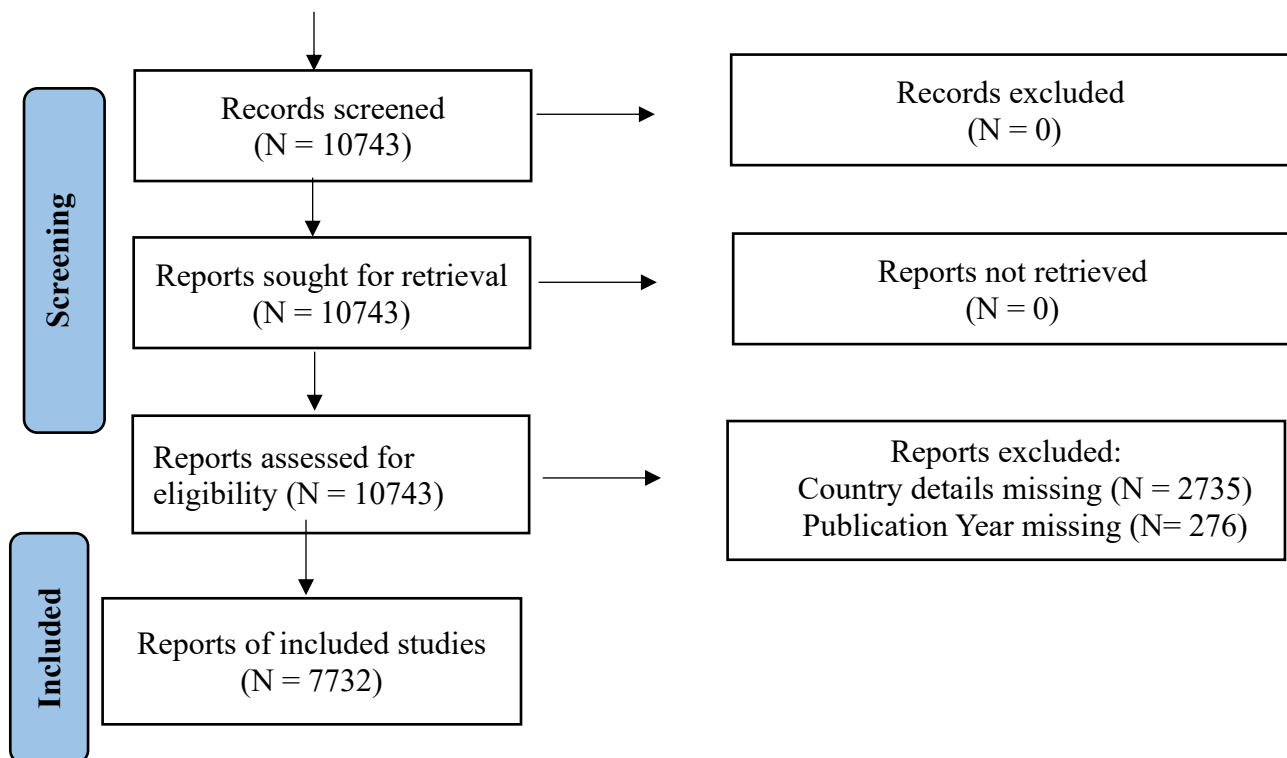 Screening
Records screened
(N = 10743)
Records excluded
(N = 0)
Reports sought for retrieval
(N = 10743)
Reports not retrieved
(N = 0)
Reports assessed for
eligibility (N = 10743)
Reports excluded:
Country details missing (N = 2735)
Publication Year missing (N= 276)
Included
Reports of included studies
(N = 7732)